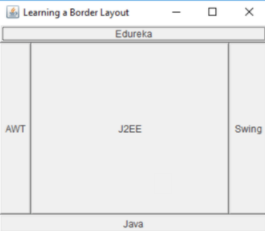 Learning a Border Layout
Edureka
AWT
J2EE
Swing
Java